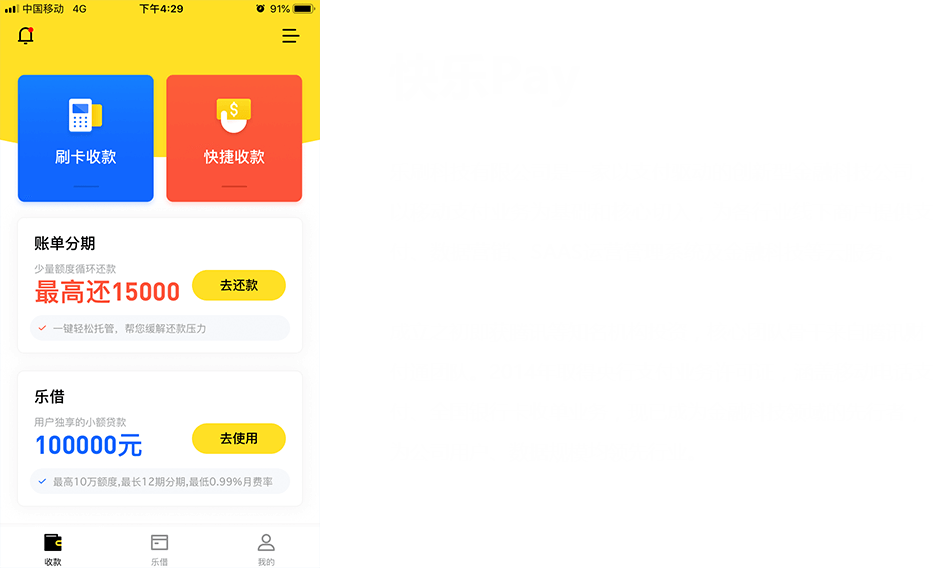 中国移动 4G 下午4:29 91%
刷卡收款 快捷收款
账单分期
少量额度循环还款
最高还15000
去还款
一键轻松托管，帮您缓解还款压力
乐借
用户独享的小额贷款
100000元
去使用
最高10万额度,最长12期分期,最低0.99%月费率
收款 乐借 我的